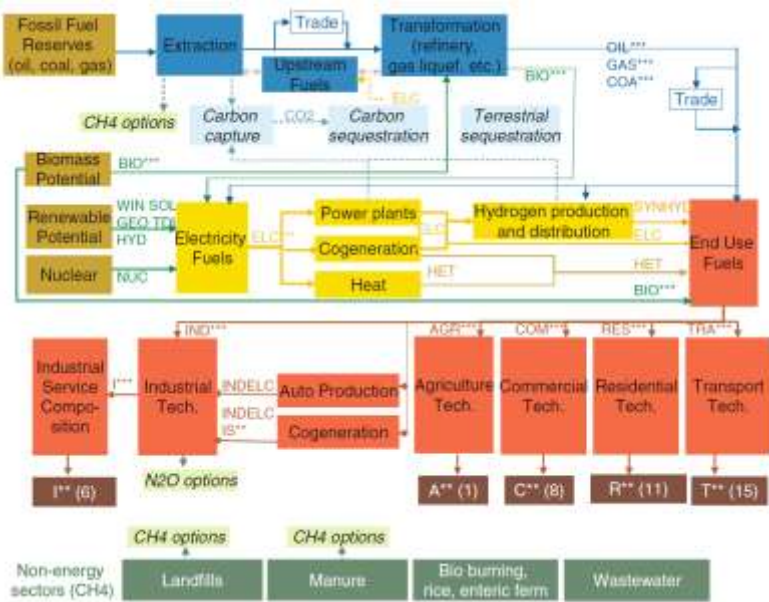 Fossil Fuel
Reserves
(oil, coal, gas)
Extraction
Trade
Transformation
(refinery,
gas liquef, etc.)
OIL***
GAS***
COA***
Upstream
Fuels
BIO***
ELC
Trade
CH4 options
Carbon
capture
CO2
Carbon
sequestration
Terrestrial
sequestration
Biomass
Potential
BIO***
Renewable
Potential
WIN SOL
GEO TDL
HYD
Nuclear
NUC
Electricity
Fuels
ELC***
Power plants
Cogeneration
Heat
ELC
HET
Hydrogen production
and distribution
SYNHYD
ELC
HET
BIO***
End Use
Fuels
IND***
AGR***
COM***
RES***
TRA***
Industrial
Service
Compo-
sition
I***
Industrial
Tech.
INDELC
Auto Production
INDELC
IS**
Cogeneration
Agriculture
Tech.
Commercial
Tech.
Residential
Tech.
Transport
Tech.
I** (6)
N2O options
A** (1)
C** (8)
R** (11)
T** (15)
CH4 options
CH4 options
Non-energy
sectors (CH4)
Landfills
Manure
Bio burning,
rice, enteric ferm
Wastewater